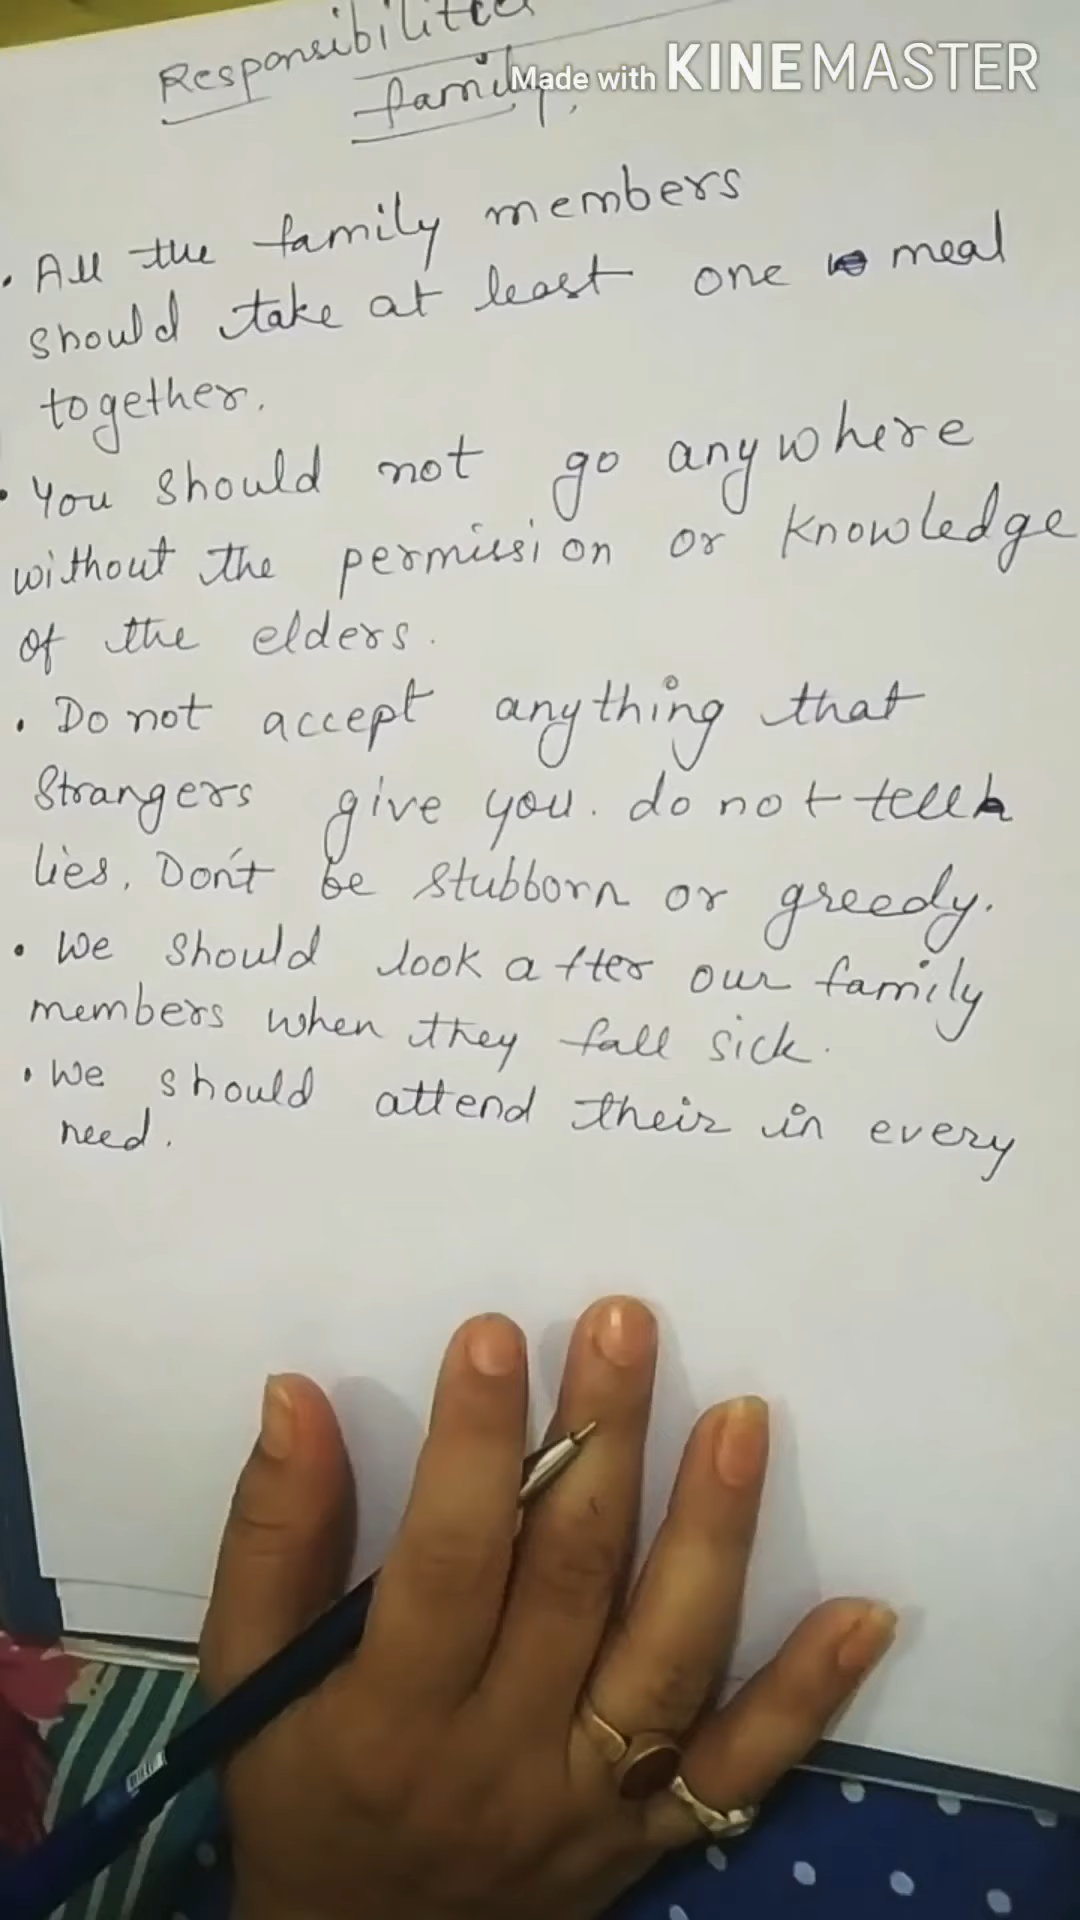 Responsibilities
family.
Made with KINEMASTER
. All the family members
should take at least one meal
together.
. You should not go anywhere
without the permission or knowledge
of the elders.
. Do not accept anything that
Strangers give you. do not tell
lies. Don't be stubborn or greedy.
. We should look after our family
members when they fall sick.
. We should attend their in every
need.